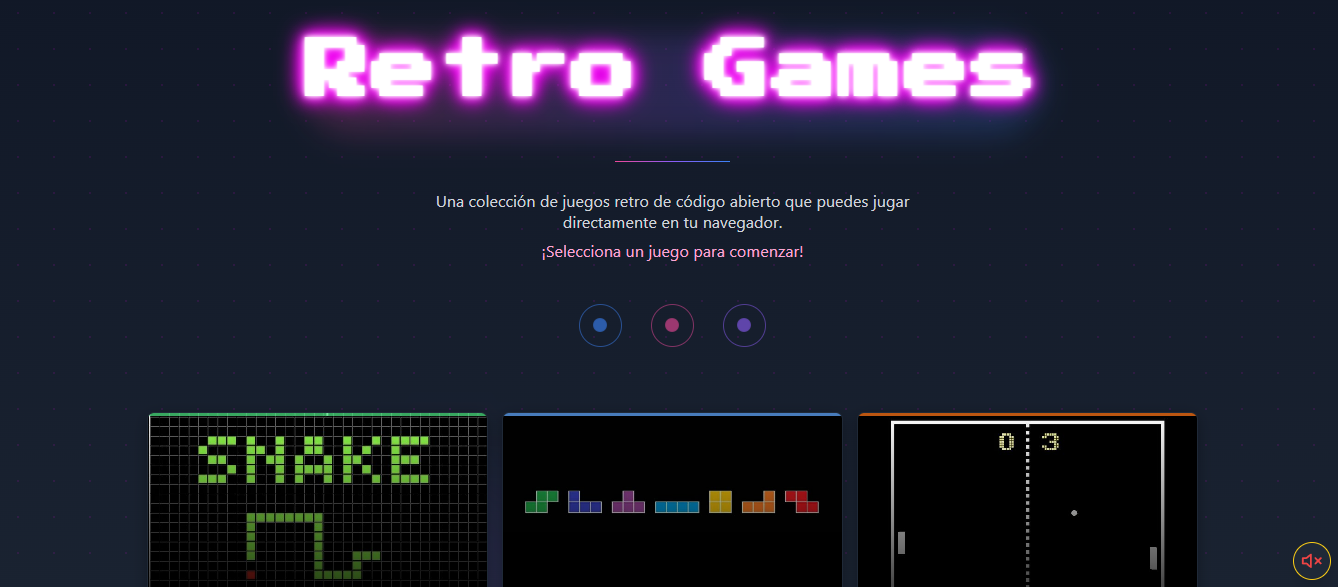 Retro Games
Una colección de juegos retro de código abierto que puedes jugar
directamente en tu navegador.
¡Selecciona un juego para comenzar!
SNAKE
0 3